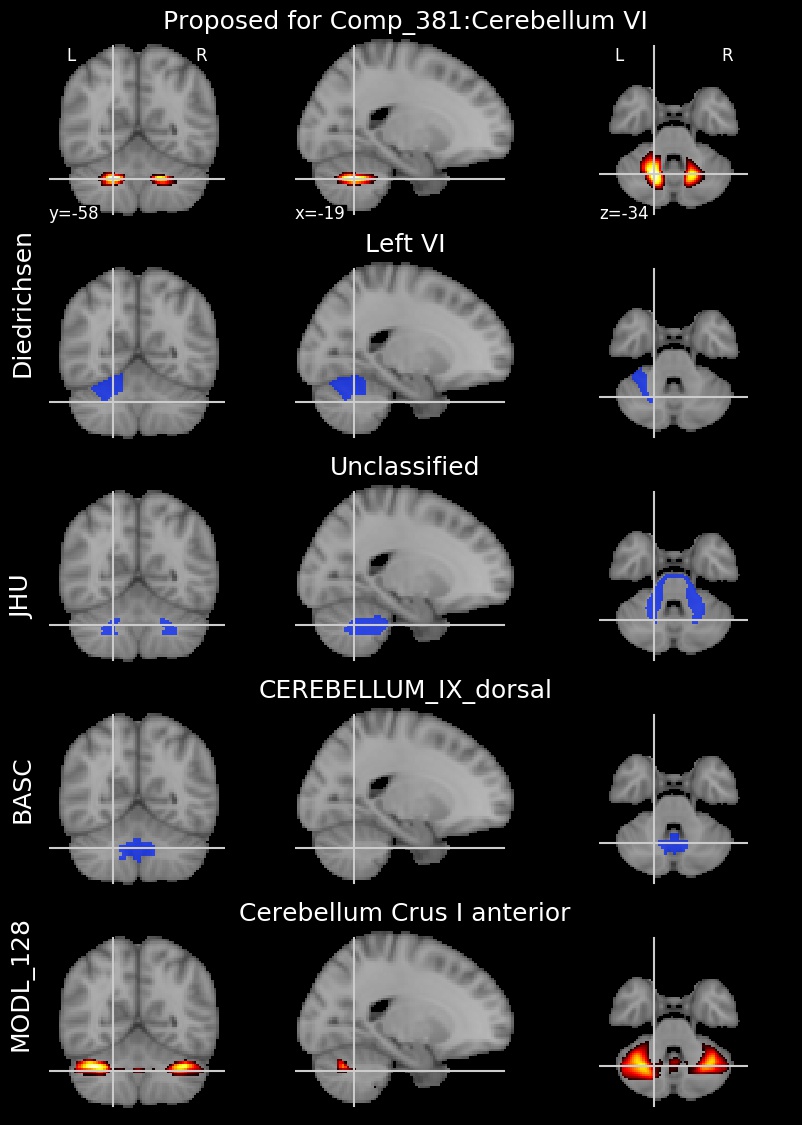 Proposed for Comp_381:Cerebellum VI
L R L R
y=-58 x=-19 z=-34
Diedrichsen
Left VI
JHU
Unclassified
BASC
CEREBELLUM_IX_dorsal
MODL_128
Cerebellum Crus I anterior